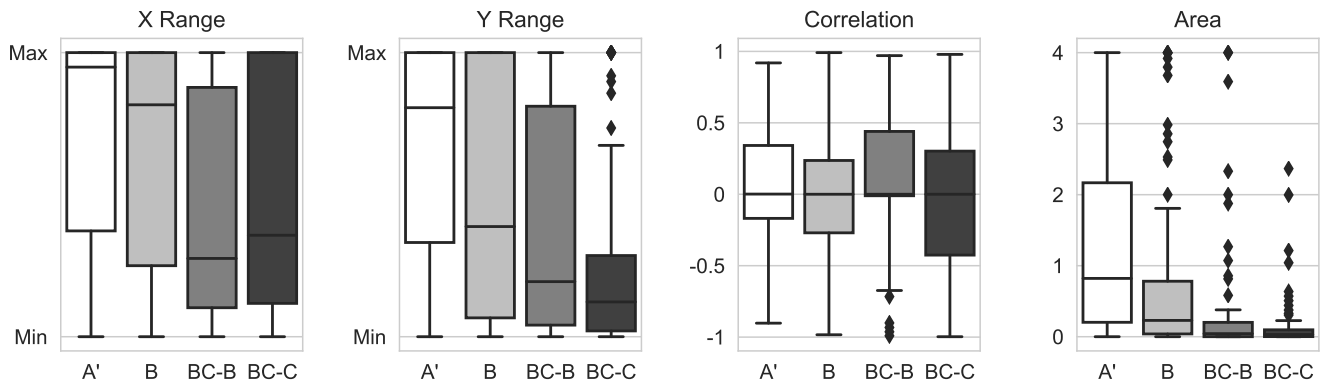 X Range
Y Range
Correlation
Area
Max
Min
A' B BC-B BC-C
Max
Min
A' B BC-B BC-C
1
0.5
0
-0.5
-1
A' B BC-B BC-C
4
3
2
1
0
A' B BC-B BC-C